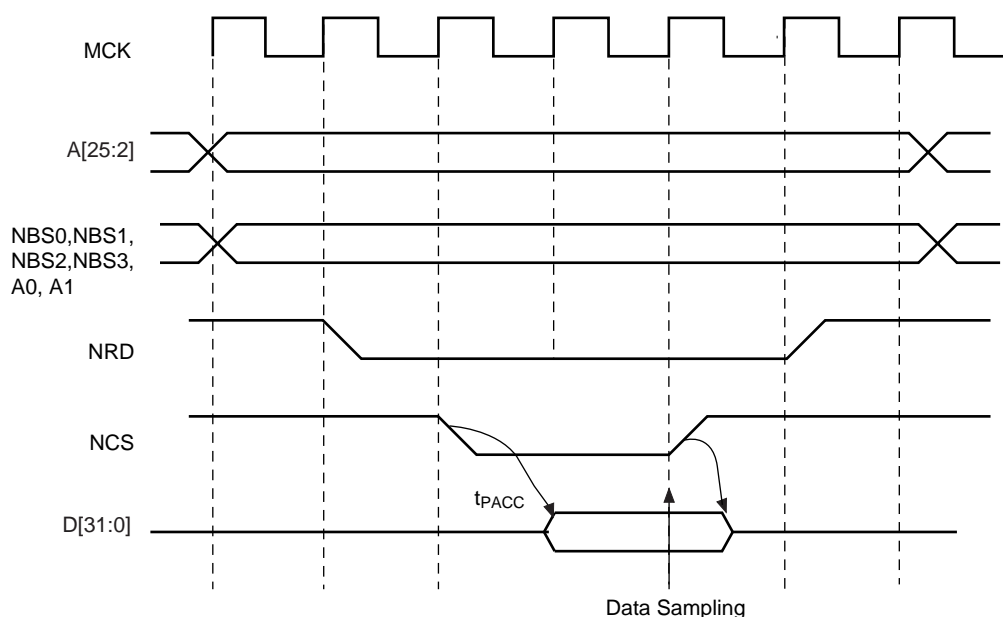 MCK
A[25:2]
NBS0,NBS1,
NBS2,NBS3,
A0, A1
NRD
NCS
tPACC
D[31:0]
Data Sampling